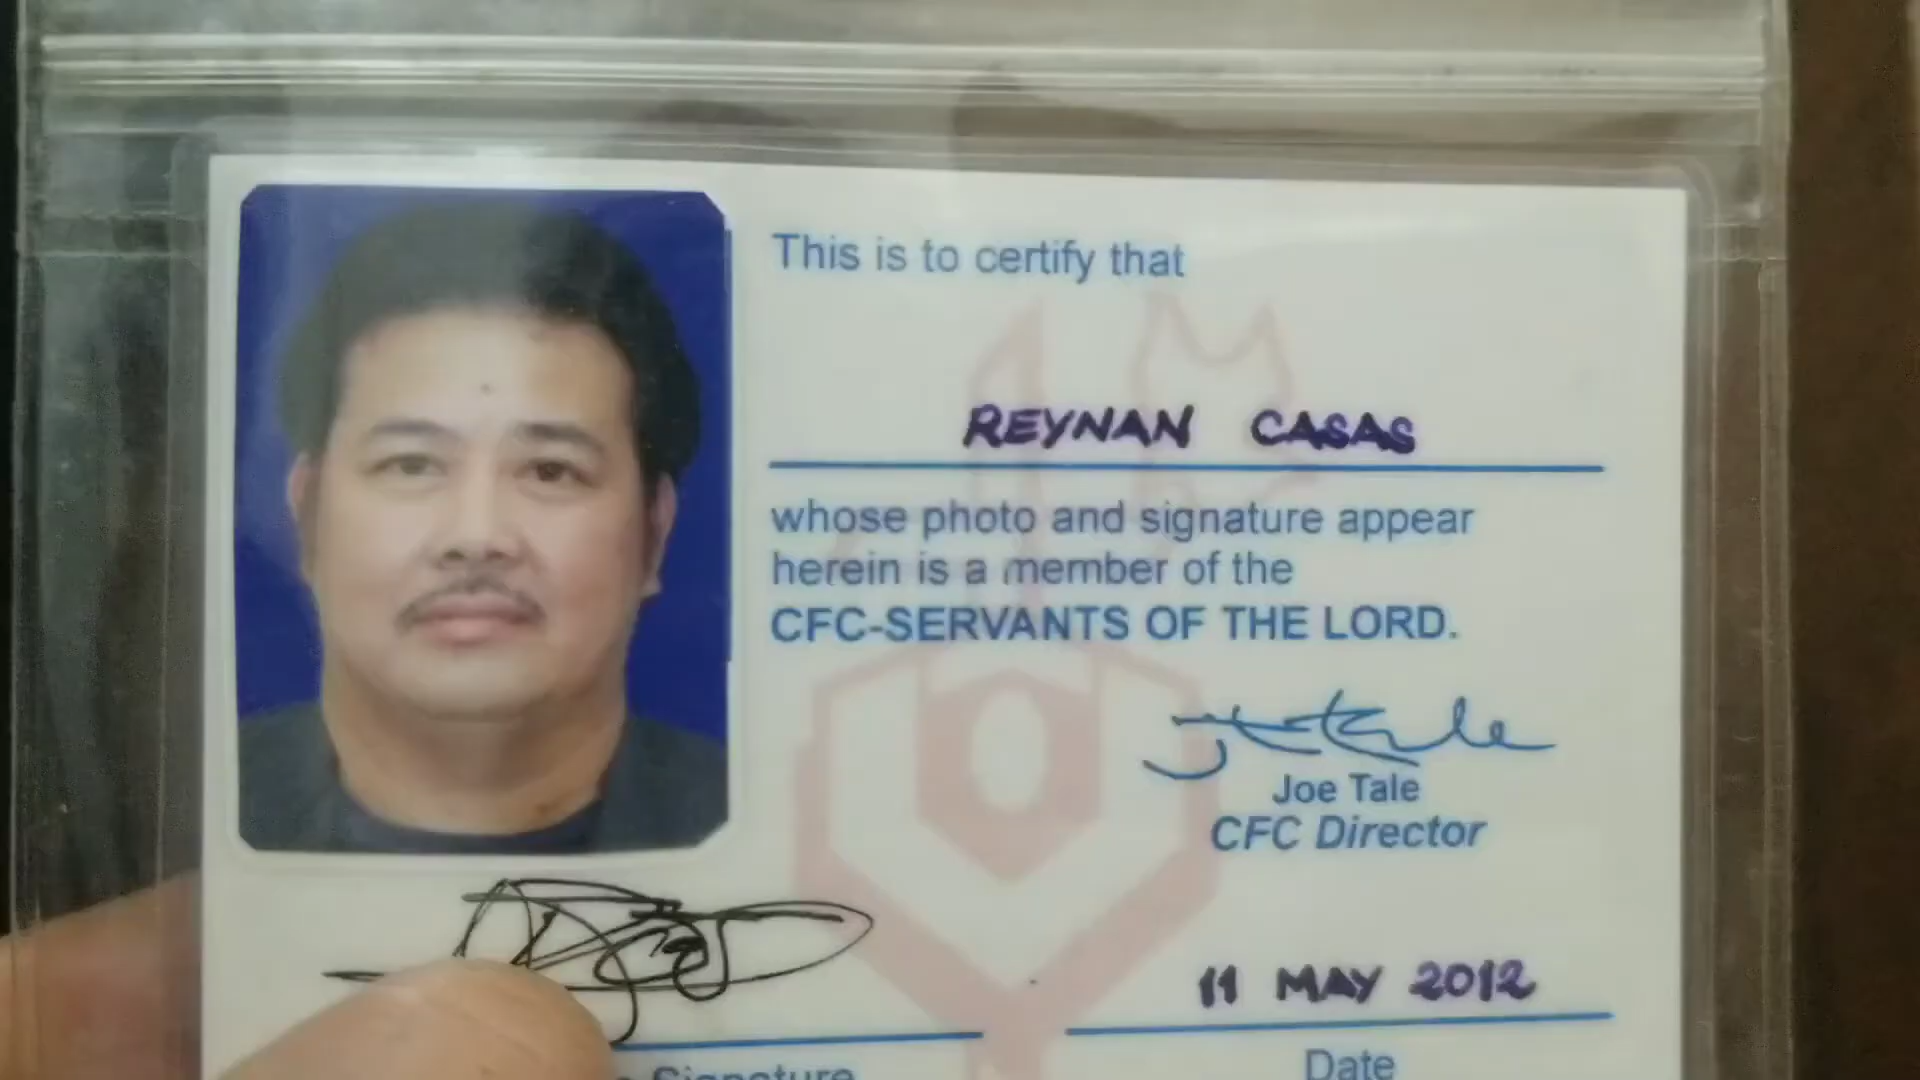 This is to certify that
REYNAN CASAS
whose photo and signature appear
herein is a member of the
CFC-SERVANTS OF THE LORD.
Joe Tale
CFC Director
11 MAY 2012
Signature
Date